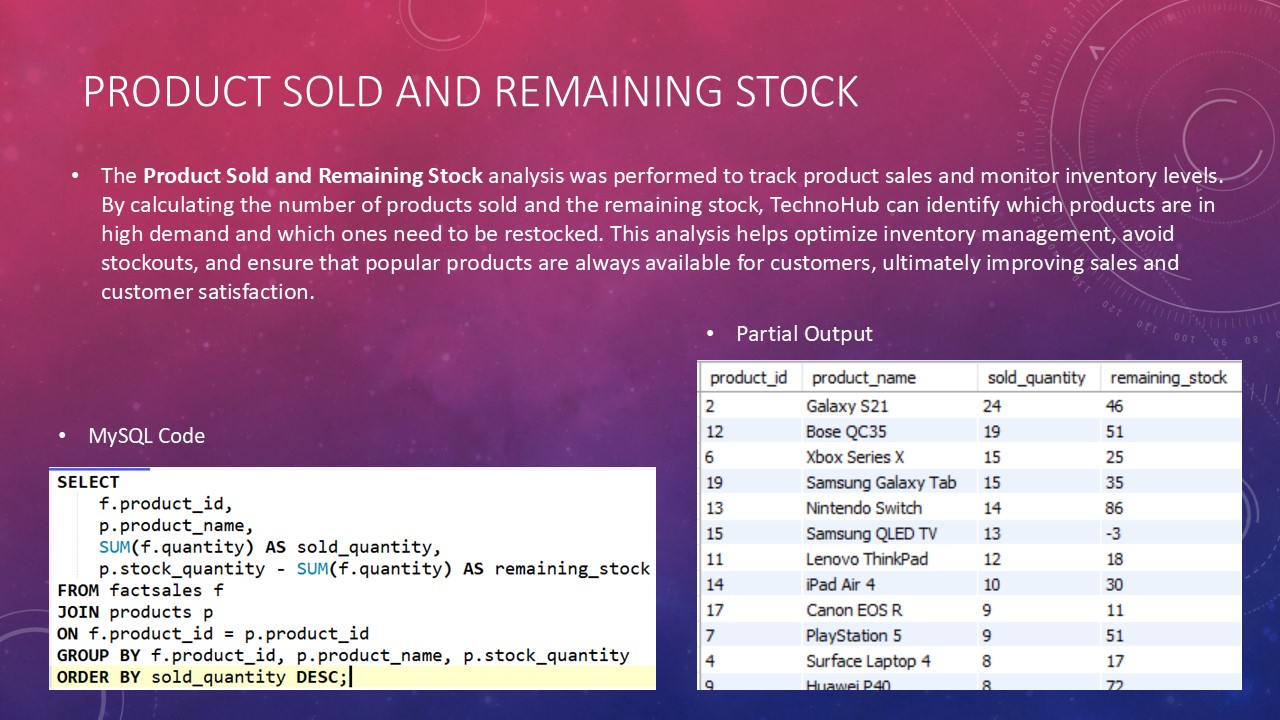 PRODUCT SOLD AND REMAINING STOCK
• The Product Sold and Remaining Stock analysis was performed to track product sales and monitor inventory levels.
By calculating the number of products sold and the remaining stock, TechnoHub can identify which products are in
high demand and which ones need to be restocked. This analysis helps optimize inventory management, avoid
stockouts, and ensure that popular products are always available for customers, ultimately improving sales and
customer satisfaction.
• MySQL Code
SELECT
f.product_id,
p.product_name,
SUM(f.quantity) AS sold_quantity,
p.stock_quantity - SUM(f.quantity) AS remaining_stock
FROM factsales f
JOIN products p
ON f.product_id = p.product_id
GROUP BY f.product_id, p.product_name, p.stock_quantity
ORDER BY sold_quantity DESC;
• Partial Output
product_id product_name sold_quantity remaining_stock
2 Galaxy S21 24 46
12 Bose QC35 19 51
6 Xbox Series X 15 25
19 Samsung Galaxy Tab 15 35
13 Nintendo Switch 14 86
15 Samsung QLED TV 13 -3
11 Lenovo ThinkPad 12 18
14 iPad Air 4 10 30
17 Canon EOS R 9 11
7 PlayStation 5 9 51
4 Surface Laptop 4 8 17
9 Huawei P40 8 72